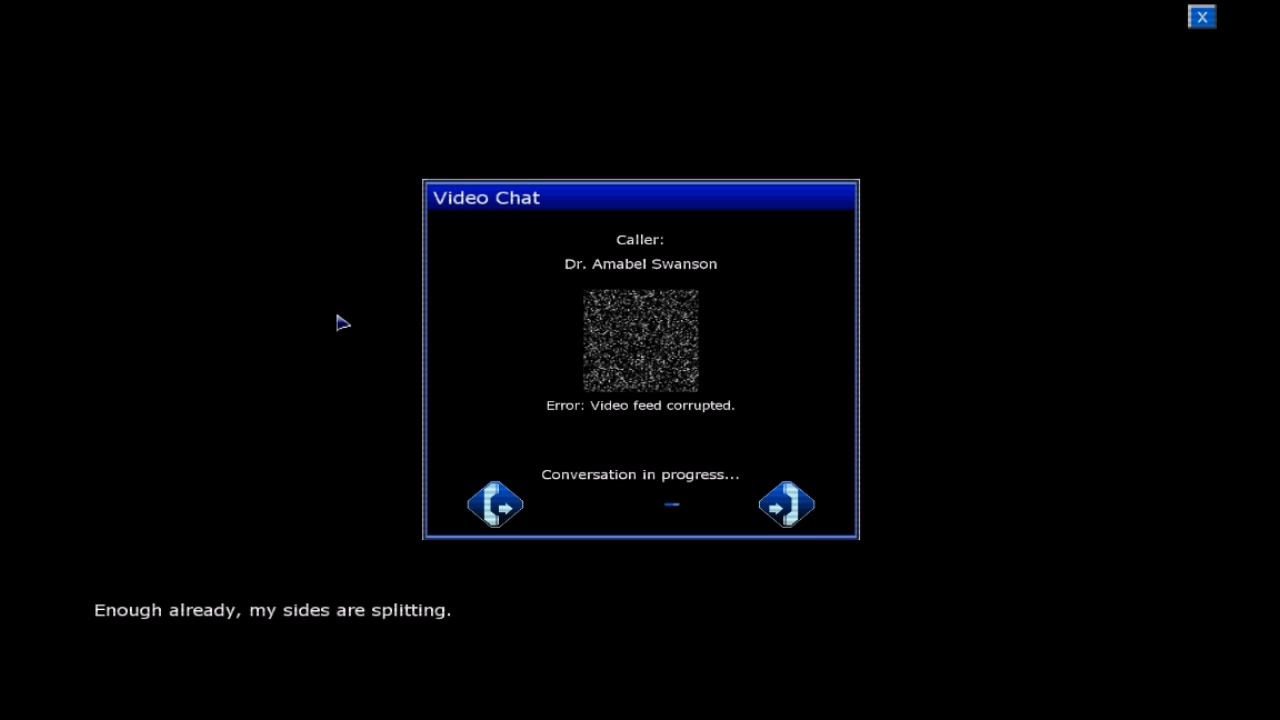 X
Video Chat
Caller:
Dr. Amabel Swanson
Error: Video feed corrupted.
Conversation in progress...
Enough already, my sides are splitting.